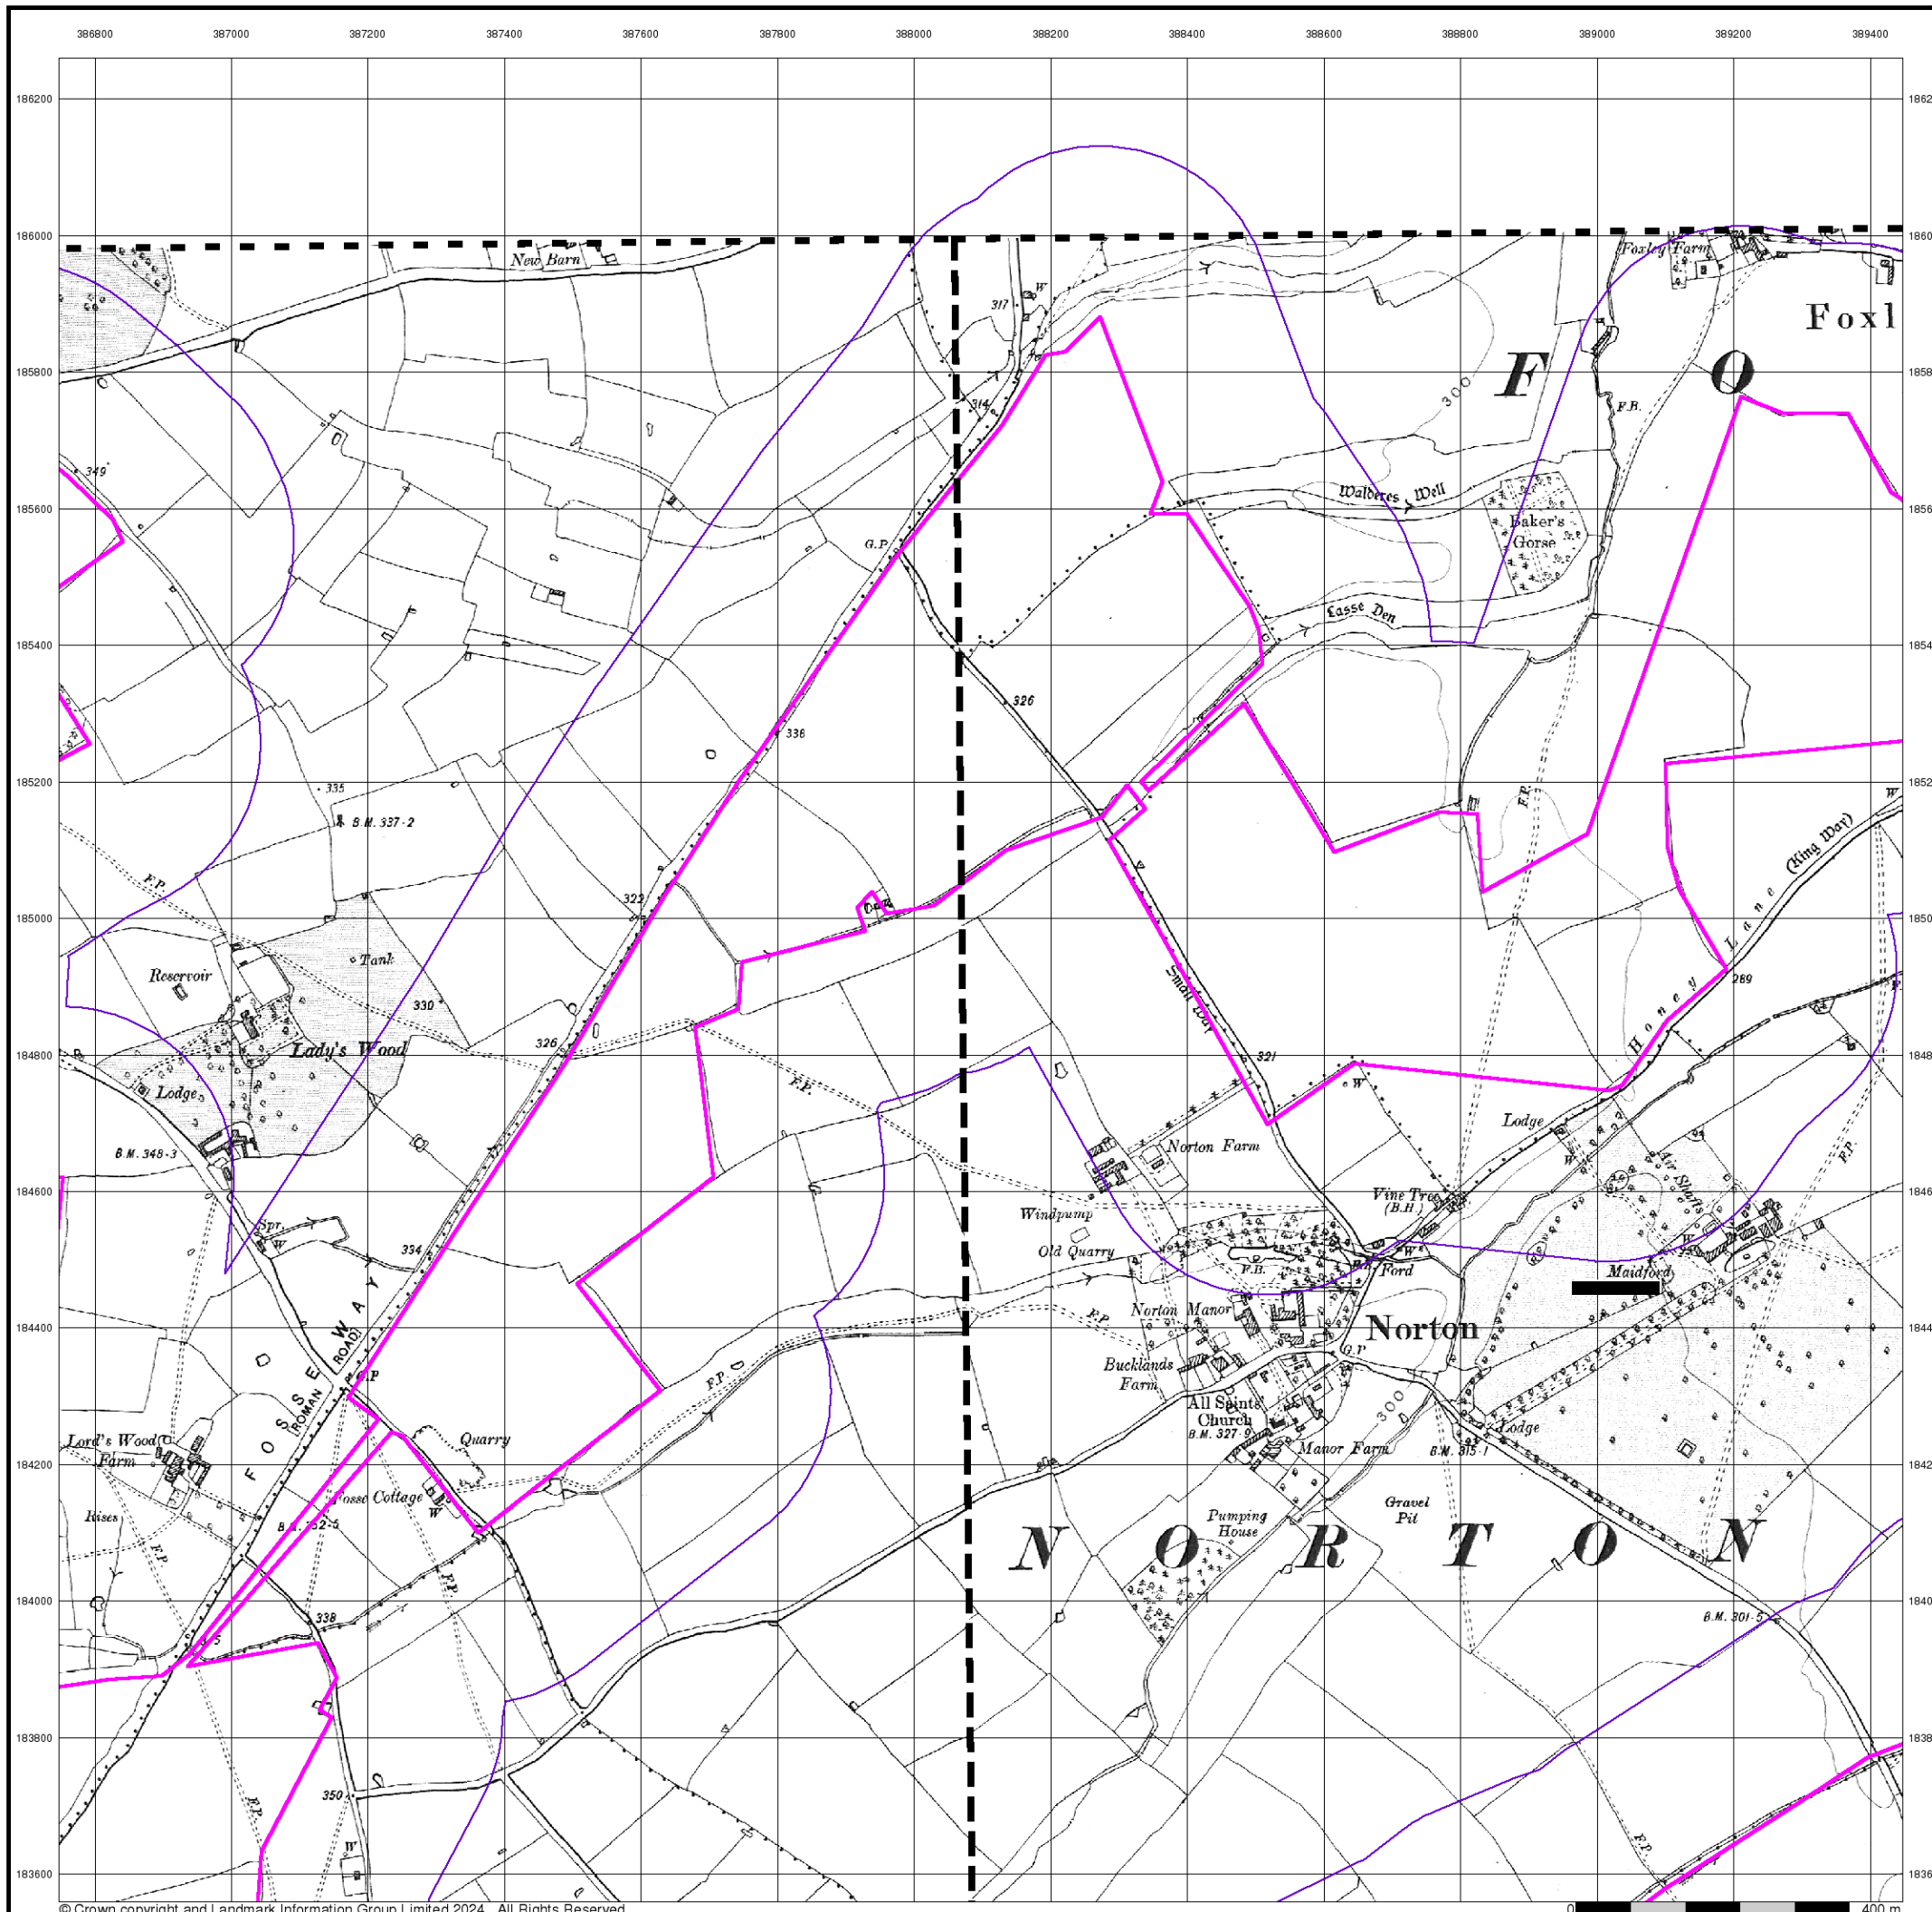 386800 387000 387200 387400 387600 387800 388000 388200 388400 388600 388800 389000 389200 389400
186200
186000
185800
185600
185400
185200
185000
184800
184600
184400
184200
184000
183800
183600
New Barn
Foxley Farm
Foxl
F O
W
317
314
300
F.B.
349
G.P.
Walderes Well
Baker's
Gorse
Lasse Den
326
338
335
B.M. 337·2
F.P.
W
Honey Lane (King Way)
F.P.
322
Reservoir
Tank
330
Small
289
Lady's Wood
326
321
F.P.
W
Lodge
Lodge
B.M. 348·3
Norton Farm
W
Air Shafts
F.P.
Vine Tree
(B.H.)
Windpump
Spr.
W
334
Old Quarry
F.B.
W
Ford
W
Maidford
FOSSE WAY
(ROMAN ROAD)
Norton Manor
F.P.
Norton
G.P.
G.P
Bucklands
Farm
F.P.
All Saints
Church
B.M. 327·9
300
Lord's Wood
Farm
Quarry
Manor Farm
Lodge
B.M. 315·1
Fosse Cottage
W
Rises
Pumping
House
Gravel
Pit
F.P.
F.P.
NORTON
338
B.M. 301·5
350
F.P.
W
F.P.
© Crown copyright and Landmark Information Group Limited 2024. All Rights Reserved.
0 400 m